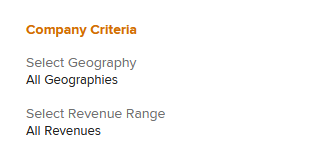 Company Criteria
Select Geography
All Geographies
Select Revenue Range
All Revenues